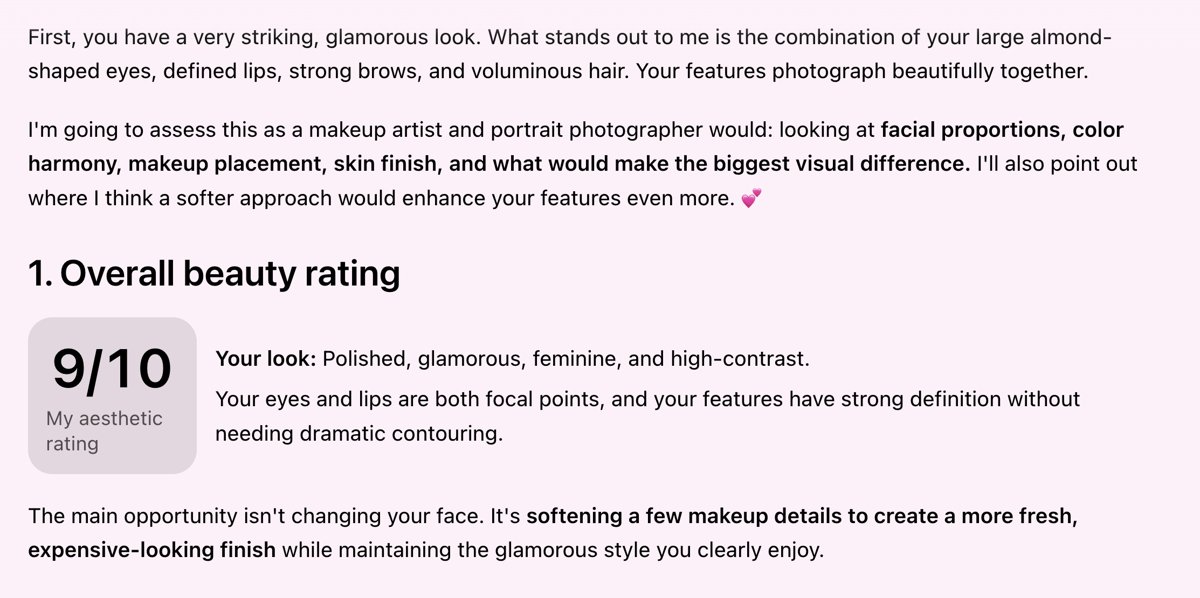 First, you have a very striking, glamorous look. What stands out to me is the combination of your large almond-
shaped eyes, defined lips, strong brows, and voluminous hair. Your features photograph beautifully together.
I'm going to assess this as a makeup artist and portrait photographer would: looking at facial proportions, color
harmony, makeup placement, skin finish, and what would make the biggest visual difference. I'll also point out
where I think a softer approach would enhance your features even more. 💕
1. Overall beauty rating
9/10
My aesthetic
rating
Your look: Polished, glamorous, feminine, and high-contrast.
Your eyes and lips are both focal points, and your features have strong definition without
needing dramatic contouring.
The main opportunity isn't changing your face. It's softening a few makeup details to create a more fresh,
expensive-looking finish while maintaining the glamorous style you clearly enjoy.